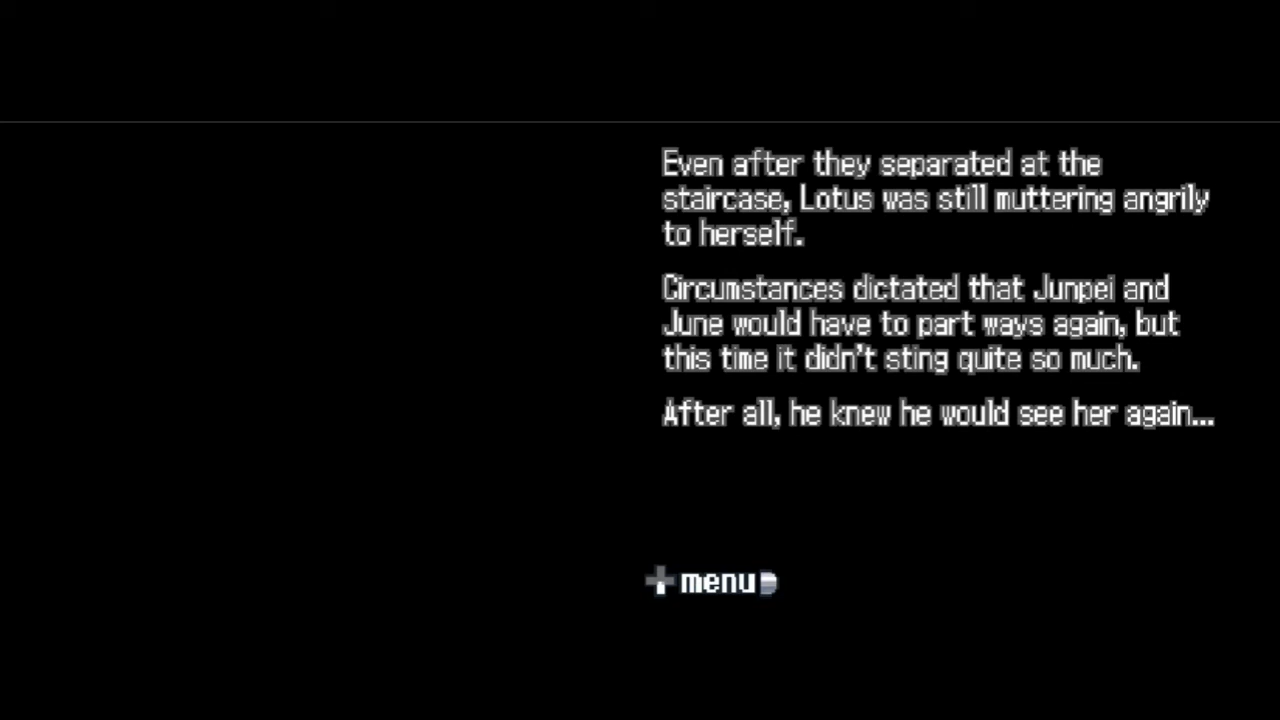 Even after they separated at the
staircase, Lotus was still muttering angrily
to herself.
Circumstances dictated that Junpei and
June would have to part ways again, but
this time it didn't sting quite so much.
After all, he knew he would see her again...
menu